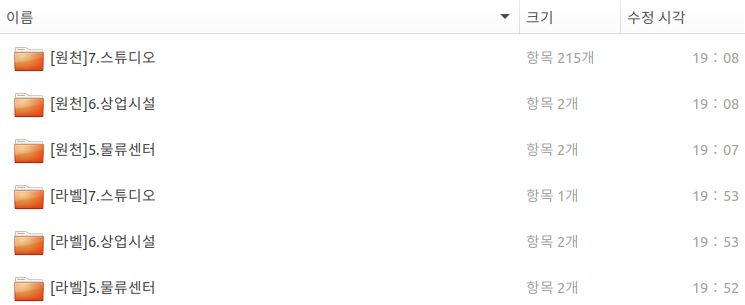 이름 크기 수정 시각
[원천]7.스튜디오 항목 215개 19 : 08
[원천]6.상업시설 항목 2개 19 : 08
[원천]5.물류센터 항목 2개 19 : 07
[라벨]7.스튜디오 항목 1개 19 : 53
[라벨]6.상업시설 항목 2개 19 : 53
[라벨]5.물류센터 항목 2개 19 : 52